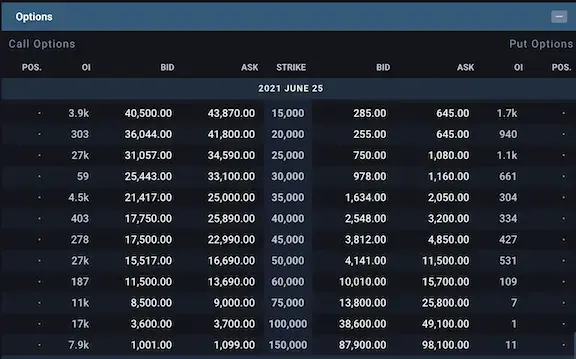 Options
Call Options Put Options
POS. OI BID ASK STRIKE BID ASK OI POS.
2021 JUNE 25
3.9k 40,500.00 43,870.00 15,000 285.00 645.00 1.7k
303 36,044.00 41,800.00 20,000 255.00 645.00 940
27k 31,057.00 34,590.00 25,000 750.00 1,080.00 1.1k
59 25,443.00 33,100.00 30,000 978.00 1,160.00 661
4.5k 21,417.00 25,000.00 35,000 1,634.00 2,050.00 304
403 17,750.00 25,890.00 40,000 2,548.00 3,200.00 334
278 17,500.00 22,990.00 45,000 3,812.00 4,850.00 427
27k 15,517.00 16,690.00 50,000 4,141.00 11,500.00 531
187 11,500.00 13,690.00 60,000 10,010.00 15,700.00 109
11k 8,500.00 9,000.00 75,000 13,800.00 25,800.00 7
17k 3,600.00 3,700.00 100,000 38,600.00 49,100.00 1
7.9k 1,001.00 1,099.00 150,000 87,900.00 98,100.00 11